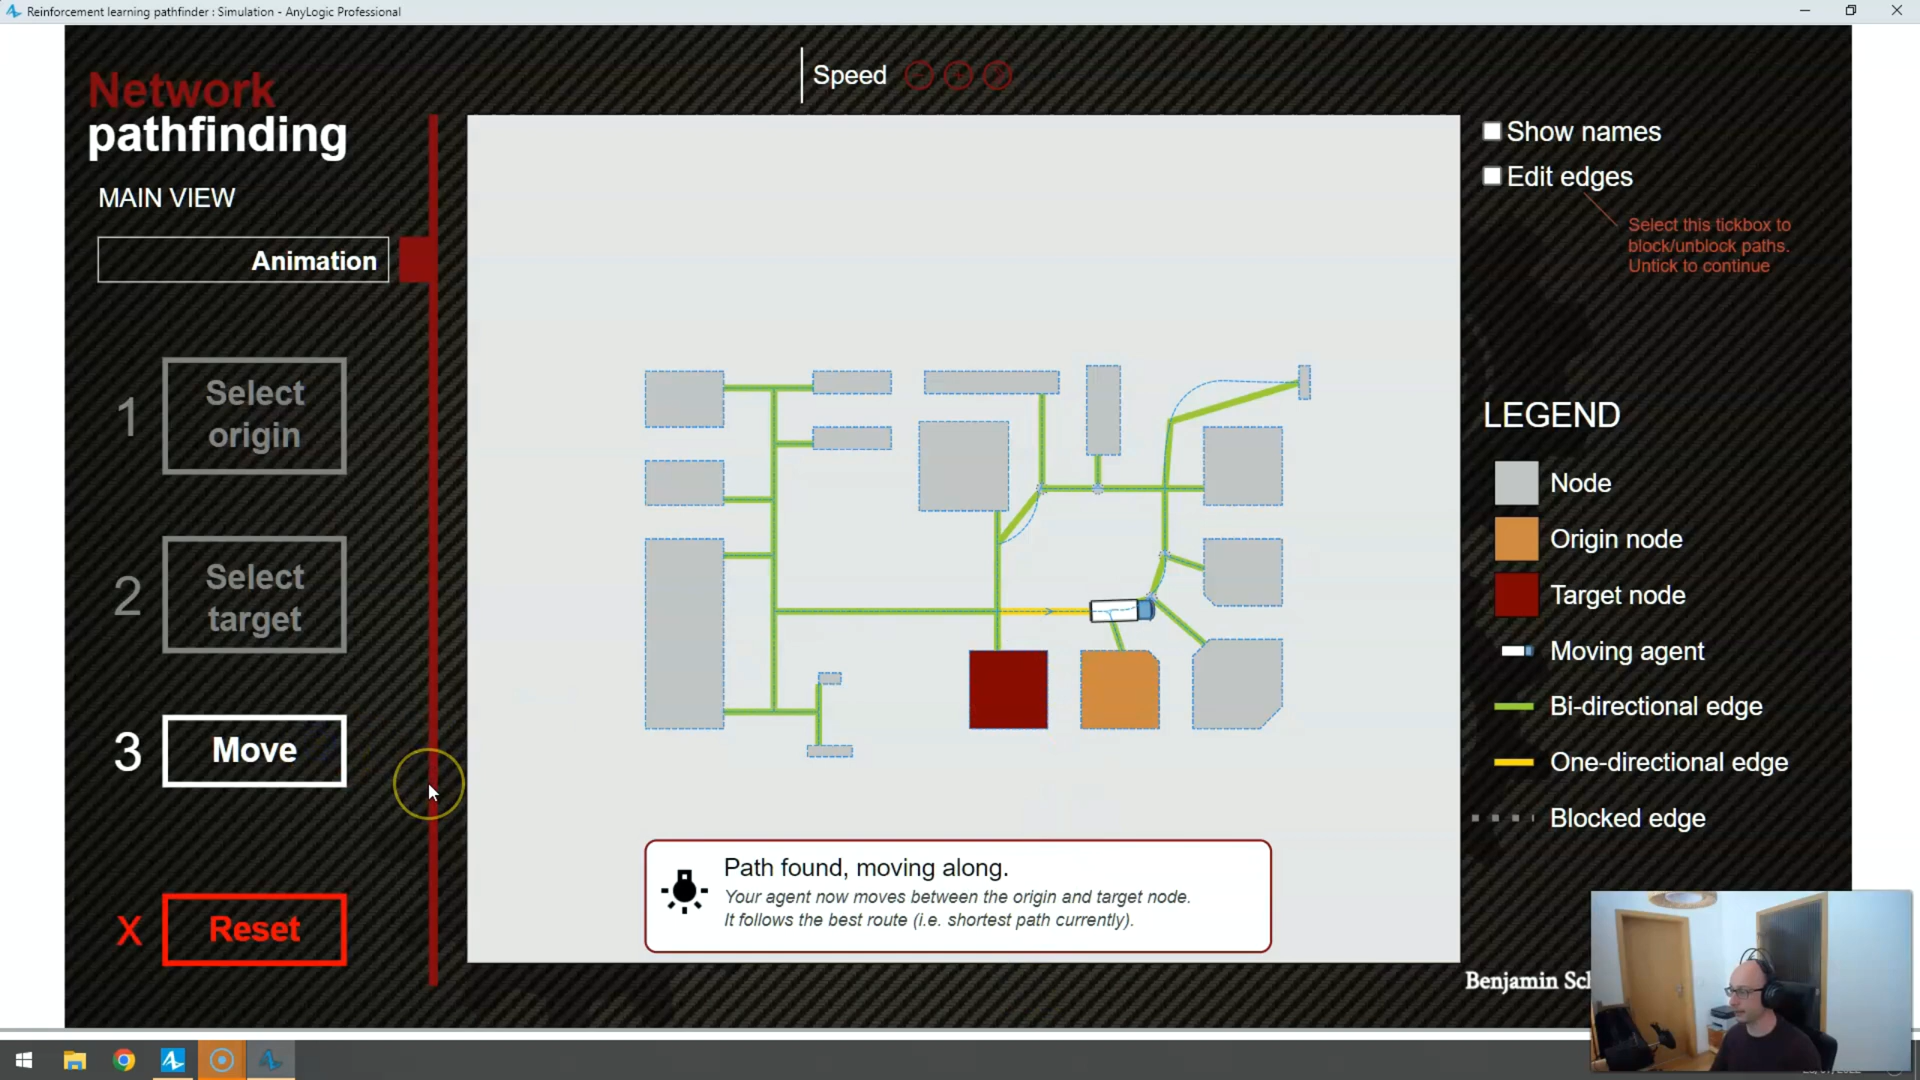 Reinforcement learning pathfinder : Simulation - AnyLogic Professional
Network
pathfinding
MAIN VIEW
Animation
1
Select
origin
2
Select
target
3
Move
X
Reset
Speed
Show names
Edit edges
Select this tickbox to
block/unblock paths.
Untick to continue
LEGEND
Node
Origin node
Target node
Moving agent
Bi-directional edge
One-directional edge
Blocked edge
Path found, moving along.
Your agent now moves between the origin and target node.
It follows the best route (i.e. shortest path currently).
Benjamin